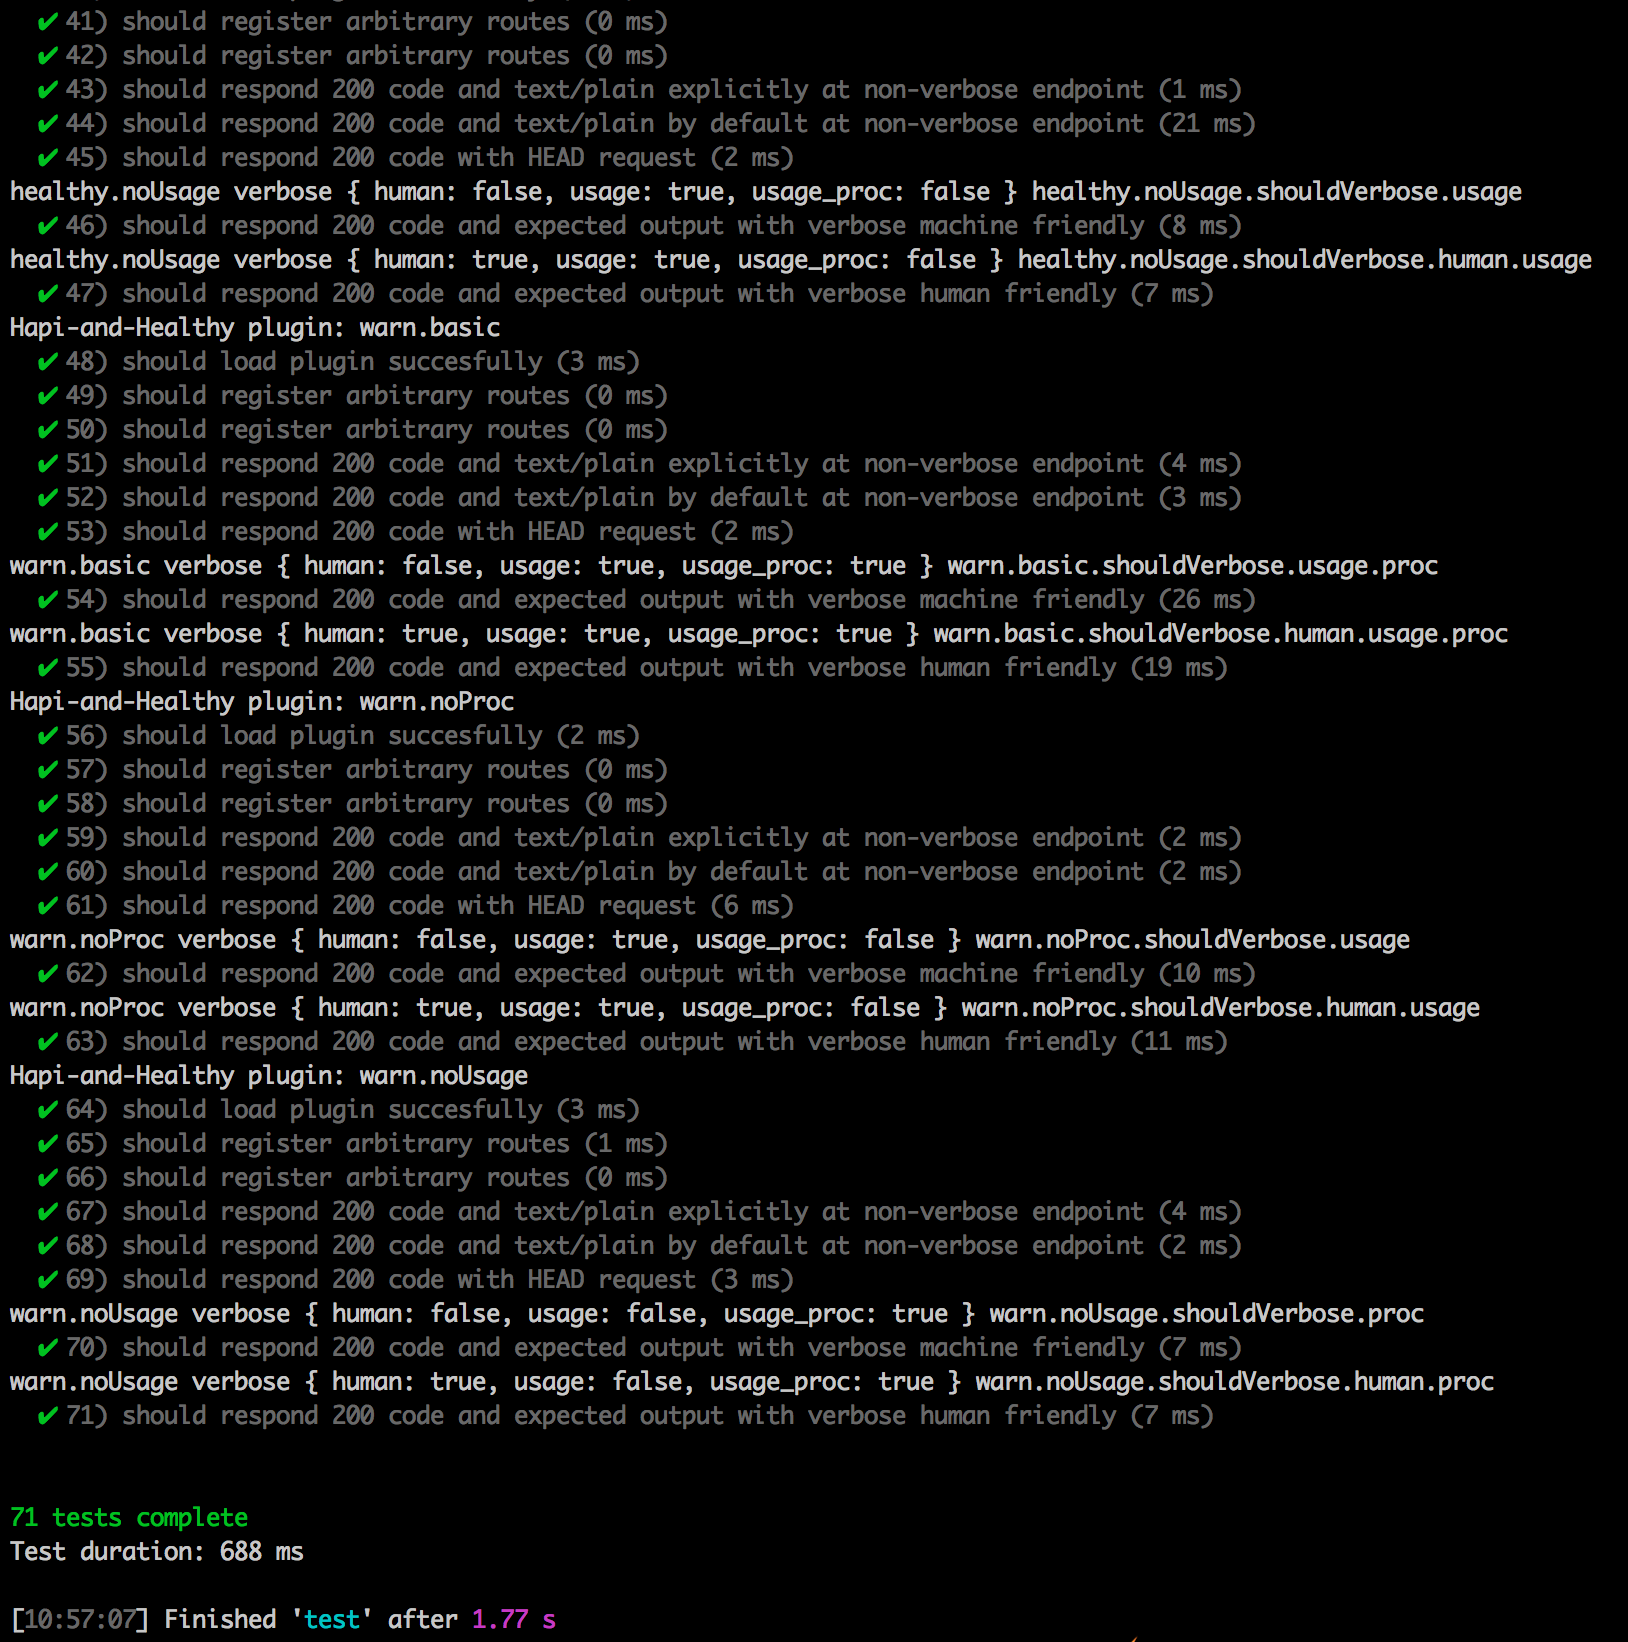 ✔ 41) should register arbitrary routes (0 ms)
✔ 42) should register arbitrary routes (0 ms)
✔ 43) should respond 200 code and text/plain explicitly at non-verbose endpoint (1 ms)
✔ 44) should respond 200 code and text/plain by default at non-verbose endpoint (21 ms)
✔ 45) should respond 200 code with HEAD request (2 ms)
healthy.noUsage verbose { human: false, usage: true, usage_proc: false } healthy.noUsage.shouldVerbose.usage
✔ 46) should respond 200 code and expected output with verbose machine friendly (8 ms)
healthy.noUsage verbose { human: true, usage: true, usage_proc: false } healthy.noUsage.shouldVerbose.human.usage
✔ 47) should respond 200 code and expected output with verbose human friendly (7 ms)
Hapi-and-Healthy plugin: warn.basic
✔ 48) should load plugin succesfully (3 ms)
✔ 49) should register arbitrary routes (0 ms)
✔ 50) should register arbitrary routes (0 ms)
✔ 51) should respond 200 code and text/plain explicitly at non-verbose endpoint (4 ms)
✔ 52) should respond 200 code and text/plain by default at non-verbose endpoint (3 ms)
✔ 53) should respond 200 code with HEAD request (2 ms)
warn.basic verbose { human: false, usage: true, usage_proc: true } warn.basic.shouldVerbose.usage.proc
✔ 54) should respond 200 code and expected output with verbose machine friendly (26 ms)
warn.basic verbose { human: true, usage: true, usage_proc: true } warn.basic.shouldVerbose.human.usage.proc
✔ 55) should respond 200 code and expected output with verbose human friendly (19 ms)
Hapi-and-Healthy plugin: warn.noProc
✔ 56) should load plugin succesfully (2 ms)
✔ 57) should register arbitrary routes (0 ms)
✔ 58) should register arbitrary routes (0 ms)
✔ 59) should respond 200 code and text/plain explicitly at non-verbose endpoint (2 ms)
✔ 60) should respond 200 code and text/plain by default at non-verbose endpoint (2 ms)
✔ 61) should respond 200 code with HEAD request (6 ms)
warn.noProc verbose { human: false, usage: true, usage_proc: false } warn.noProc.shouldVerbose.usage
✔ 62) should respond 200 code and expected output with verbose machine friendly (10 ms)
warn.noProc verbose { human: true, usage: true, usage_proc: false } warn.noProc.shouldVerbose.human.usage
✔ 63) should respond 200 code and expected output with verbose human friendly (11 ms)
Hapi-and-Healthy plugin: warn.noUsage
✔ 64) should load plugin succesfully (3 ms)
✔ 65) should register arbitrary routes (1 ms)
✔ 66) should register arbitrary routes (0 ms)
✔ 67) should respond 200 code and text/plain explicitly at non-verbose endpoint (4 ms)
✔ 68) should respond 200 code and text/plain by default at non-verbose endpoint (2 ms)
✔ 69) should respond 200 code with HEAD request (3 ms)
warn.noUsage verbose { human: false, usage: false, usage_proc: true } warn.noUsage.shouldVerbose.proc
✔ 70) should respond 200 code and expected output with verbose machine friendly (7 ms)
warn.noUsage verbose { human: true, usage: false, usage_proc: true } warn.noUsage.shouldVerbose.human.proc
✔ 71) should respond 200 code and expected output with verbose human friendly (7 ms)
71 tests complete
Test duration: 688 ms
[10:57:07] Finished 'test' after 1.77 s